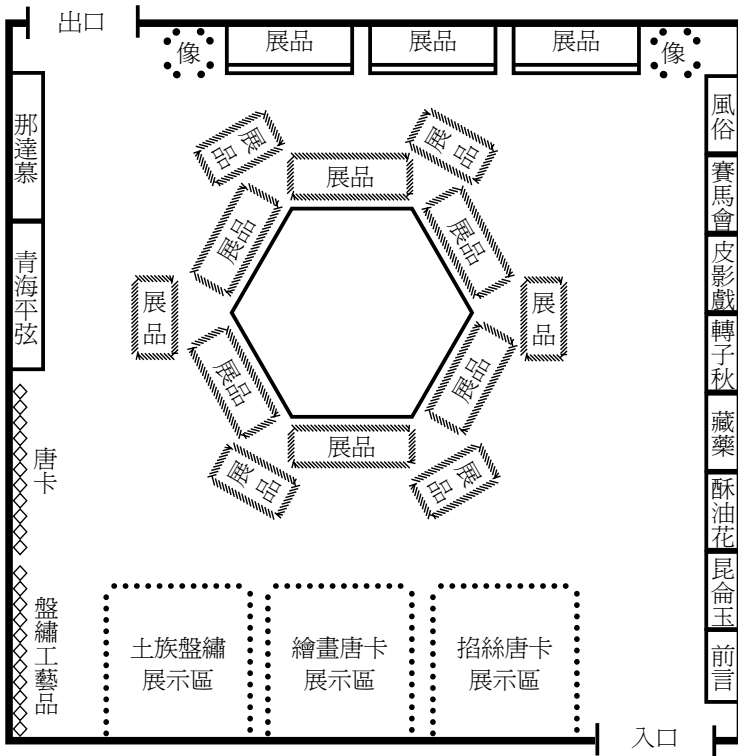 出口
像
展品
展品
展品
像
那達慕
青海平弦
唐卡
盤繡工藝品
展品
展品
展品
展品
展品
展品
展品
展品
展品
展品
展品
展品
風俗
賽馬會
皮影戲
轉子秋
藏藥
酥油花
昆侖玉
前言
土族盤繡
展示區
繪畫唐卡
展示區
掐絲唐卡
展示區
入口